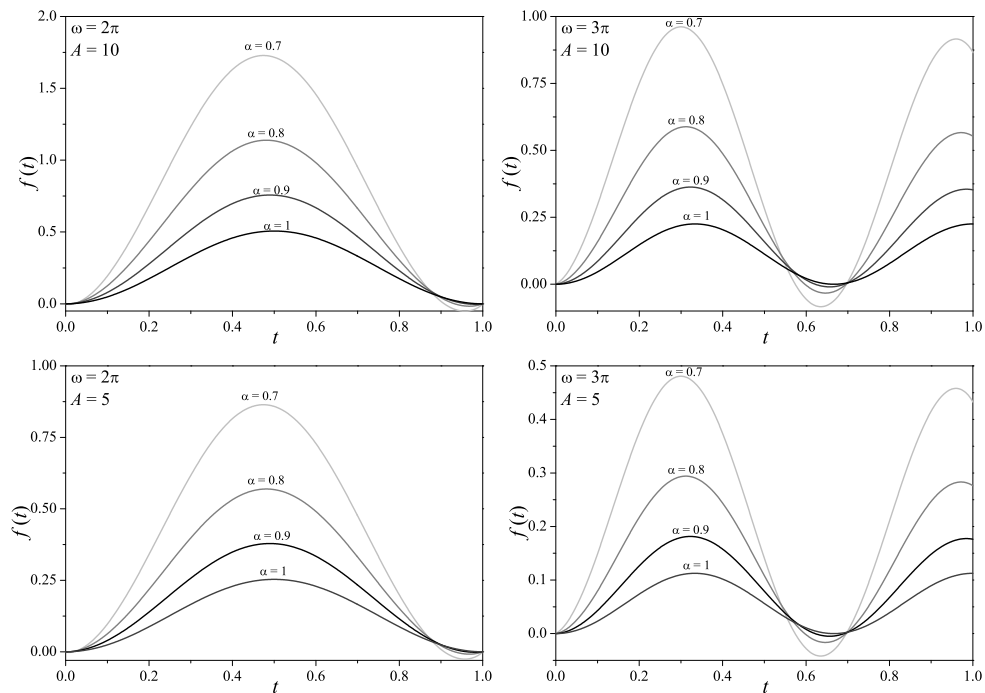 ω = 2π
A = 10
α = 0.7
α = 0.8
α = 0.9
α = 1
2.0
1.5
1.0
0.5
0.0
f (t)
0.0 0.2 0.4 0.6 0.8 1.0
t
ω = 3π
A = 10
α = 0.7
α = 0.8
α = 0.9
α = 1
1.00
0.75
0.50
0.25
0.00
f (t)
0.0 0.2 0.4 0.6 0.8 1.0
t
ω = 2π
A = 5
α = 0.7
α = 0.8
α = 0.9
α = 1
1.00
0.75
0.50
0.25
0.00
f (t)
0.0 0.2 0.4 0.6 0.8 1.0
t
ω = 3π
A = 5
α = 0.7
α = 0.8
α = 0.9
α = 1
0.5
0.4
0.3
0.2
0.1
0.0
f (t)
0.0 0.2 0.4 0.6 0.8 1.0
t